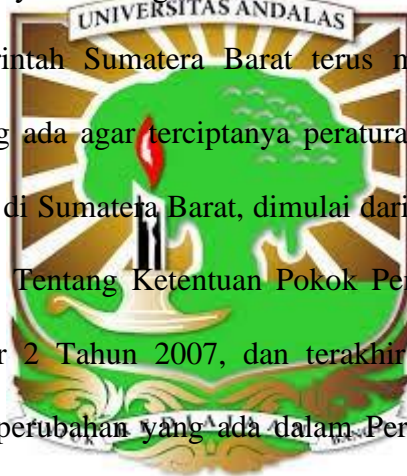 UNIVERSITAS ANDALAS
rintah Sumatera Barat terus m
g ada agar terciptanya peratura
di Sumatera Barat, dimulai dari
Tentang Ketentuan Pokok Per
r 2 Tahun 2007, dan terakhir
perubahan yang ada dalam Per